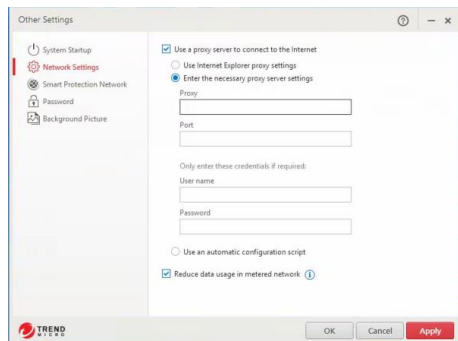 Other Settings
System Startup
Network Settings
Smart Protection Network
Password
Background Picture
Use a proxy server to connect to the Internet
Use Internet Explorer proxy settings
Enter the necessary proxy server settings
Proxy
Port
Only enter these credentials if required:
User name
Password
Use an automatic configuration script
Reduce data usage in metered network
TREND
MICRO
OK
Cancel
Apply